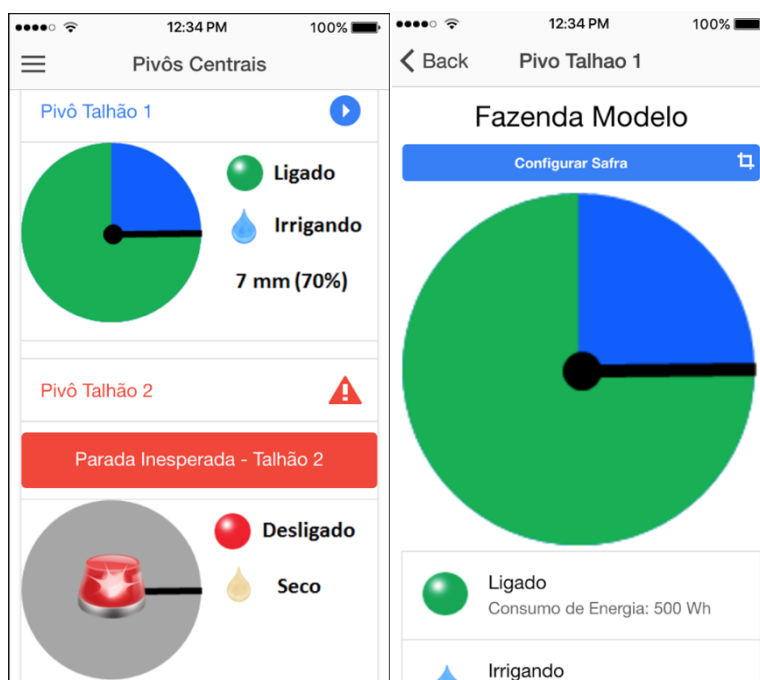 12:34 PM
100%
Pivôs Centrais
Pivô Talhão 1
Ligado
Irrigando
7 mm (70%)
Pivô Talhão 2
Parada Inesperada - Talhão 2
Desligado
Seco
12:34 PM
100%
Back
Pivo Talhao 1
Fazenda Modelo
Configurar Safra
Ligado
Consumo de Energia: 500 Wh
Irrigando